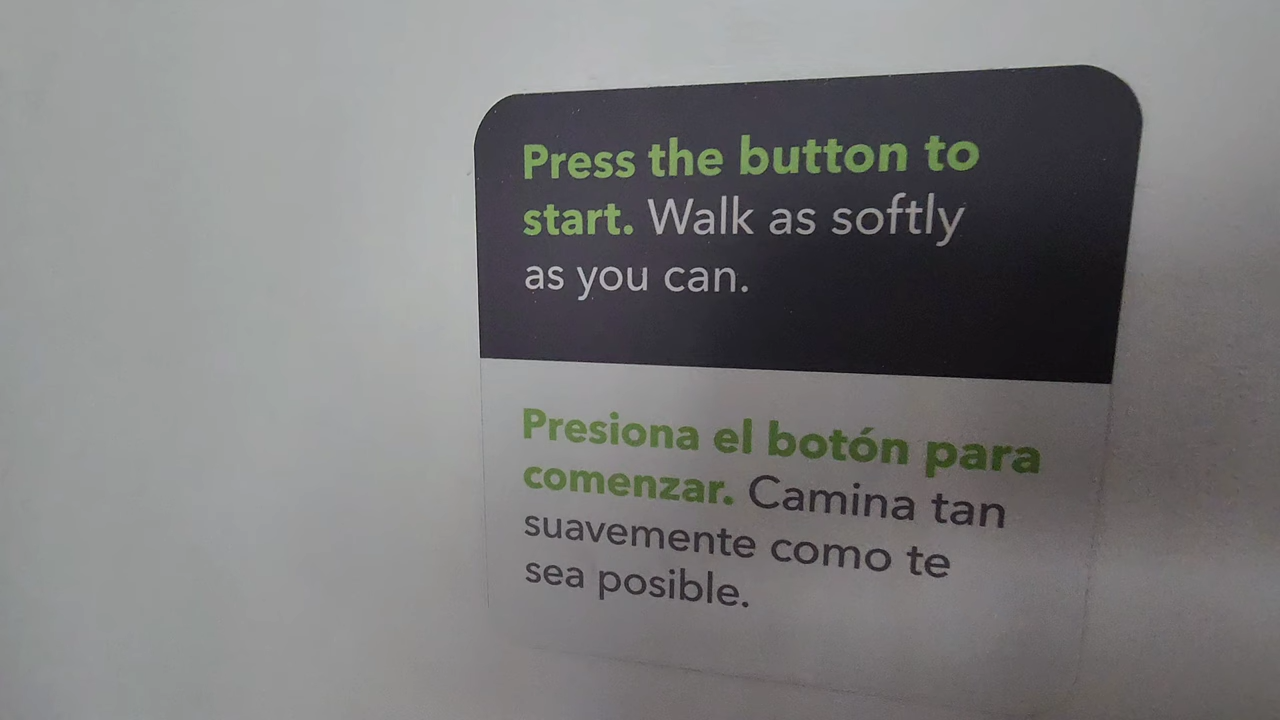 Press the button to
start. Walk as softly
as you can.
Presiona el botón para
comenzar. Camina tan
suavemente como te
sea posible.